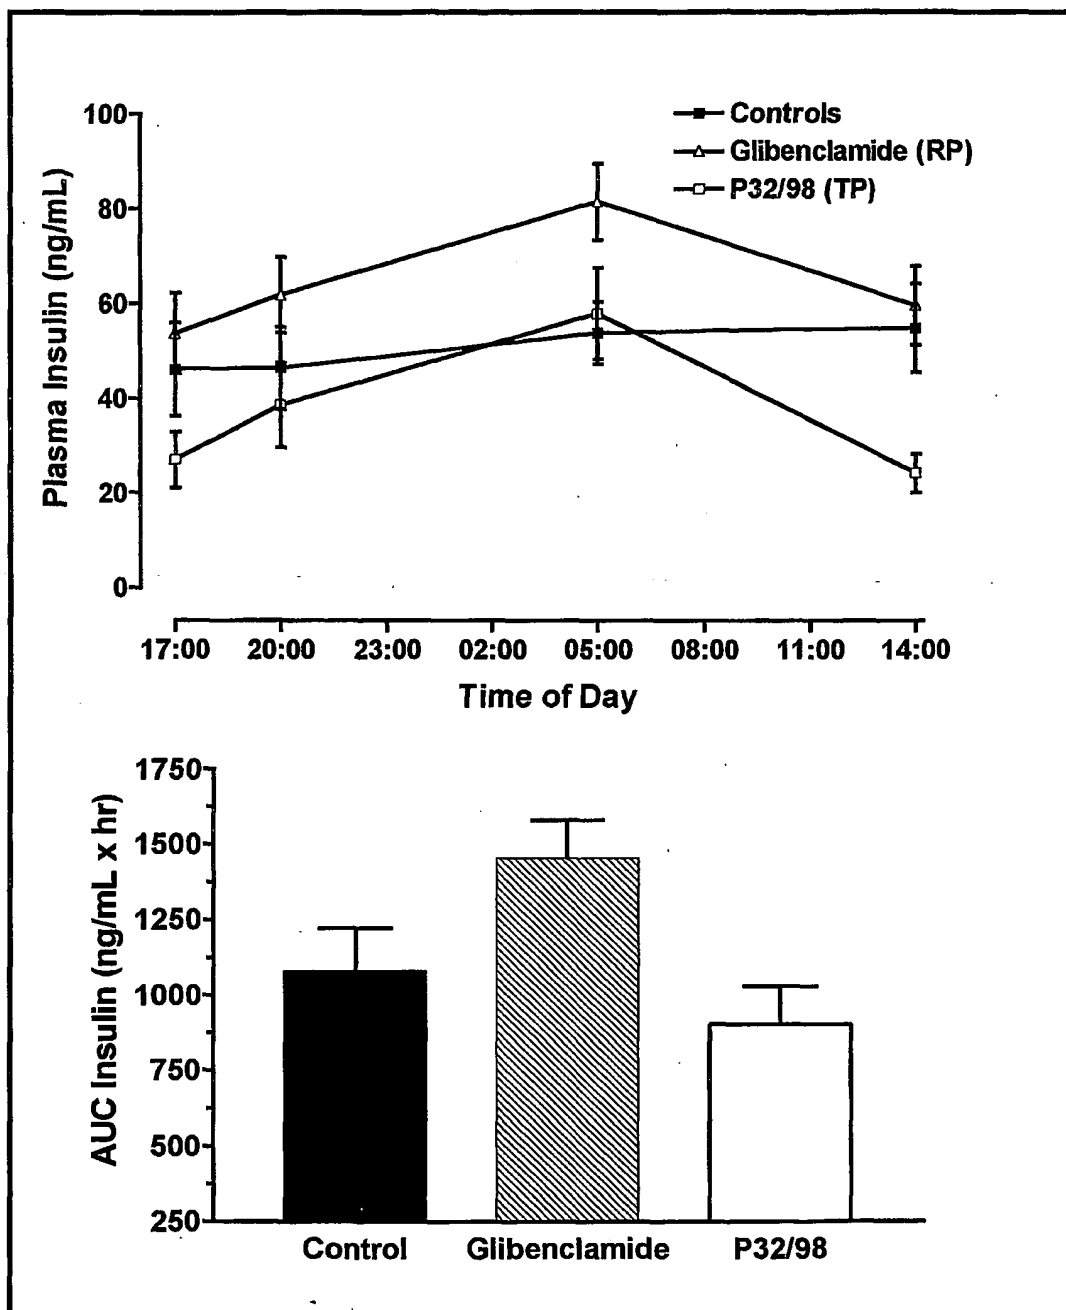 100
Controls
Glibenclamide (RP)
P32/98 (TP)
80
60
40
20
0
Plasma Insulin (ng/mL)
17:00 20:00 23:00 02:00 05:00 08:00 11:00 14:00
Time of Day
1750
1500
1250
1000
750
500
250
AUC Insulin (ng/mL x hr)
Control Glibenclamide P32/98